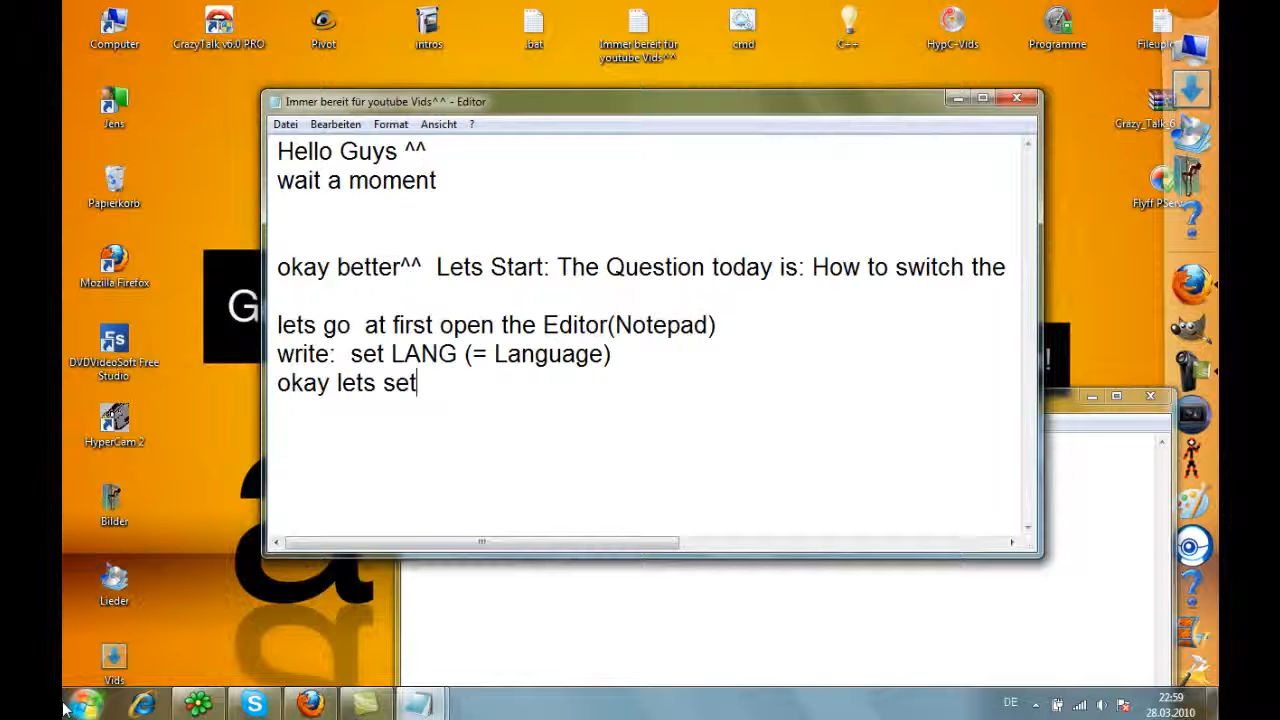 Computer
CrazyTalk v6.0 PRO
Pivot
intros
.bat
Immer bereit für youtube Vids^^
cmd
C++
HypC-Vids
Programme
Fileuplo
Jens
Papierkorb
Mozilla Firefox
DVDVideoSoft Free Studio
HyperCam 2
Bilder
Lieder
Vids
Crazy_Talk_6
Flyff PServ
G
a
!
Immer bereit für youtube Vids^^ - Editor
Datei Bearbeiten Format Ansicht ?
Hello Guys ^^
wait a moment
okay better^^ Lets Start: The Question today is: How to switch the
lets go at first open the Editor(Notepad)
write: set LANG (= Language)
okay lets set
DE
22:59
28.03.2010